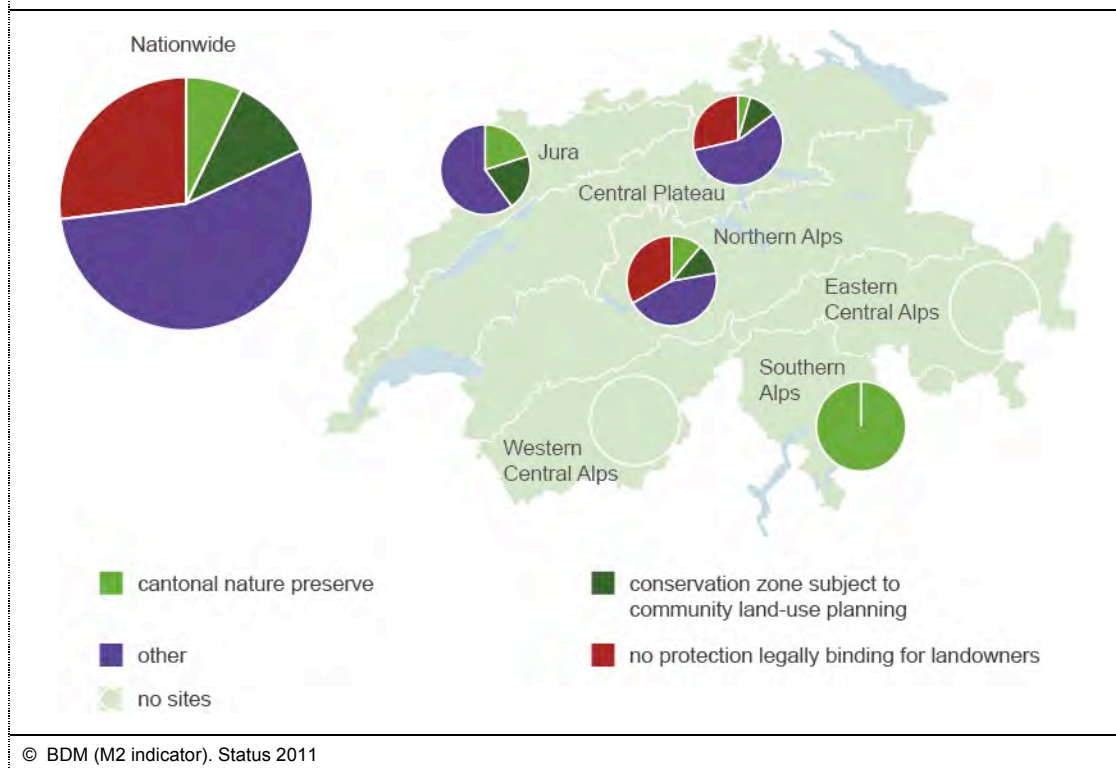 Nationwide
Jura
Central Plateau
Northern Alps
Eastern
Central Alps
Southern
Alps
Western
Central Alps
cantonal nature preserve
conservation zone subject to
community land-use planning
other
no protection legally binding for landowners
no sites
© BDM (M2 indicator). Status 2011